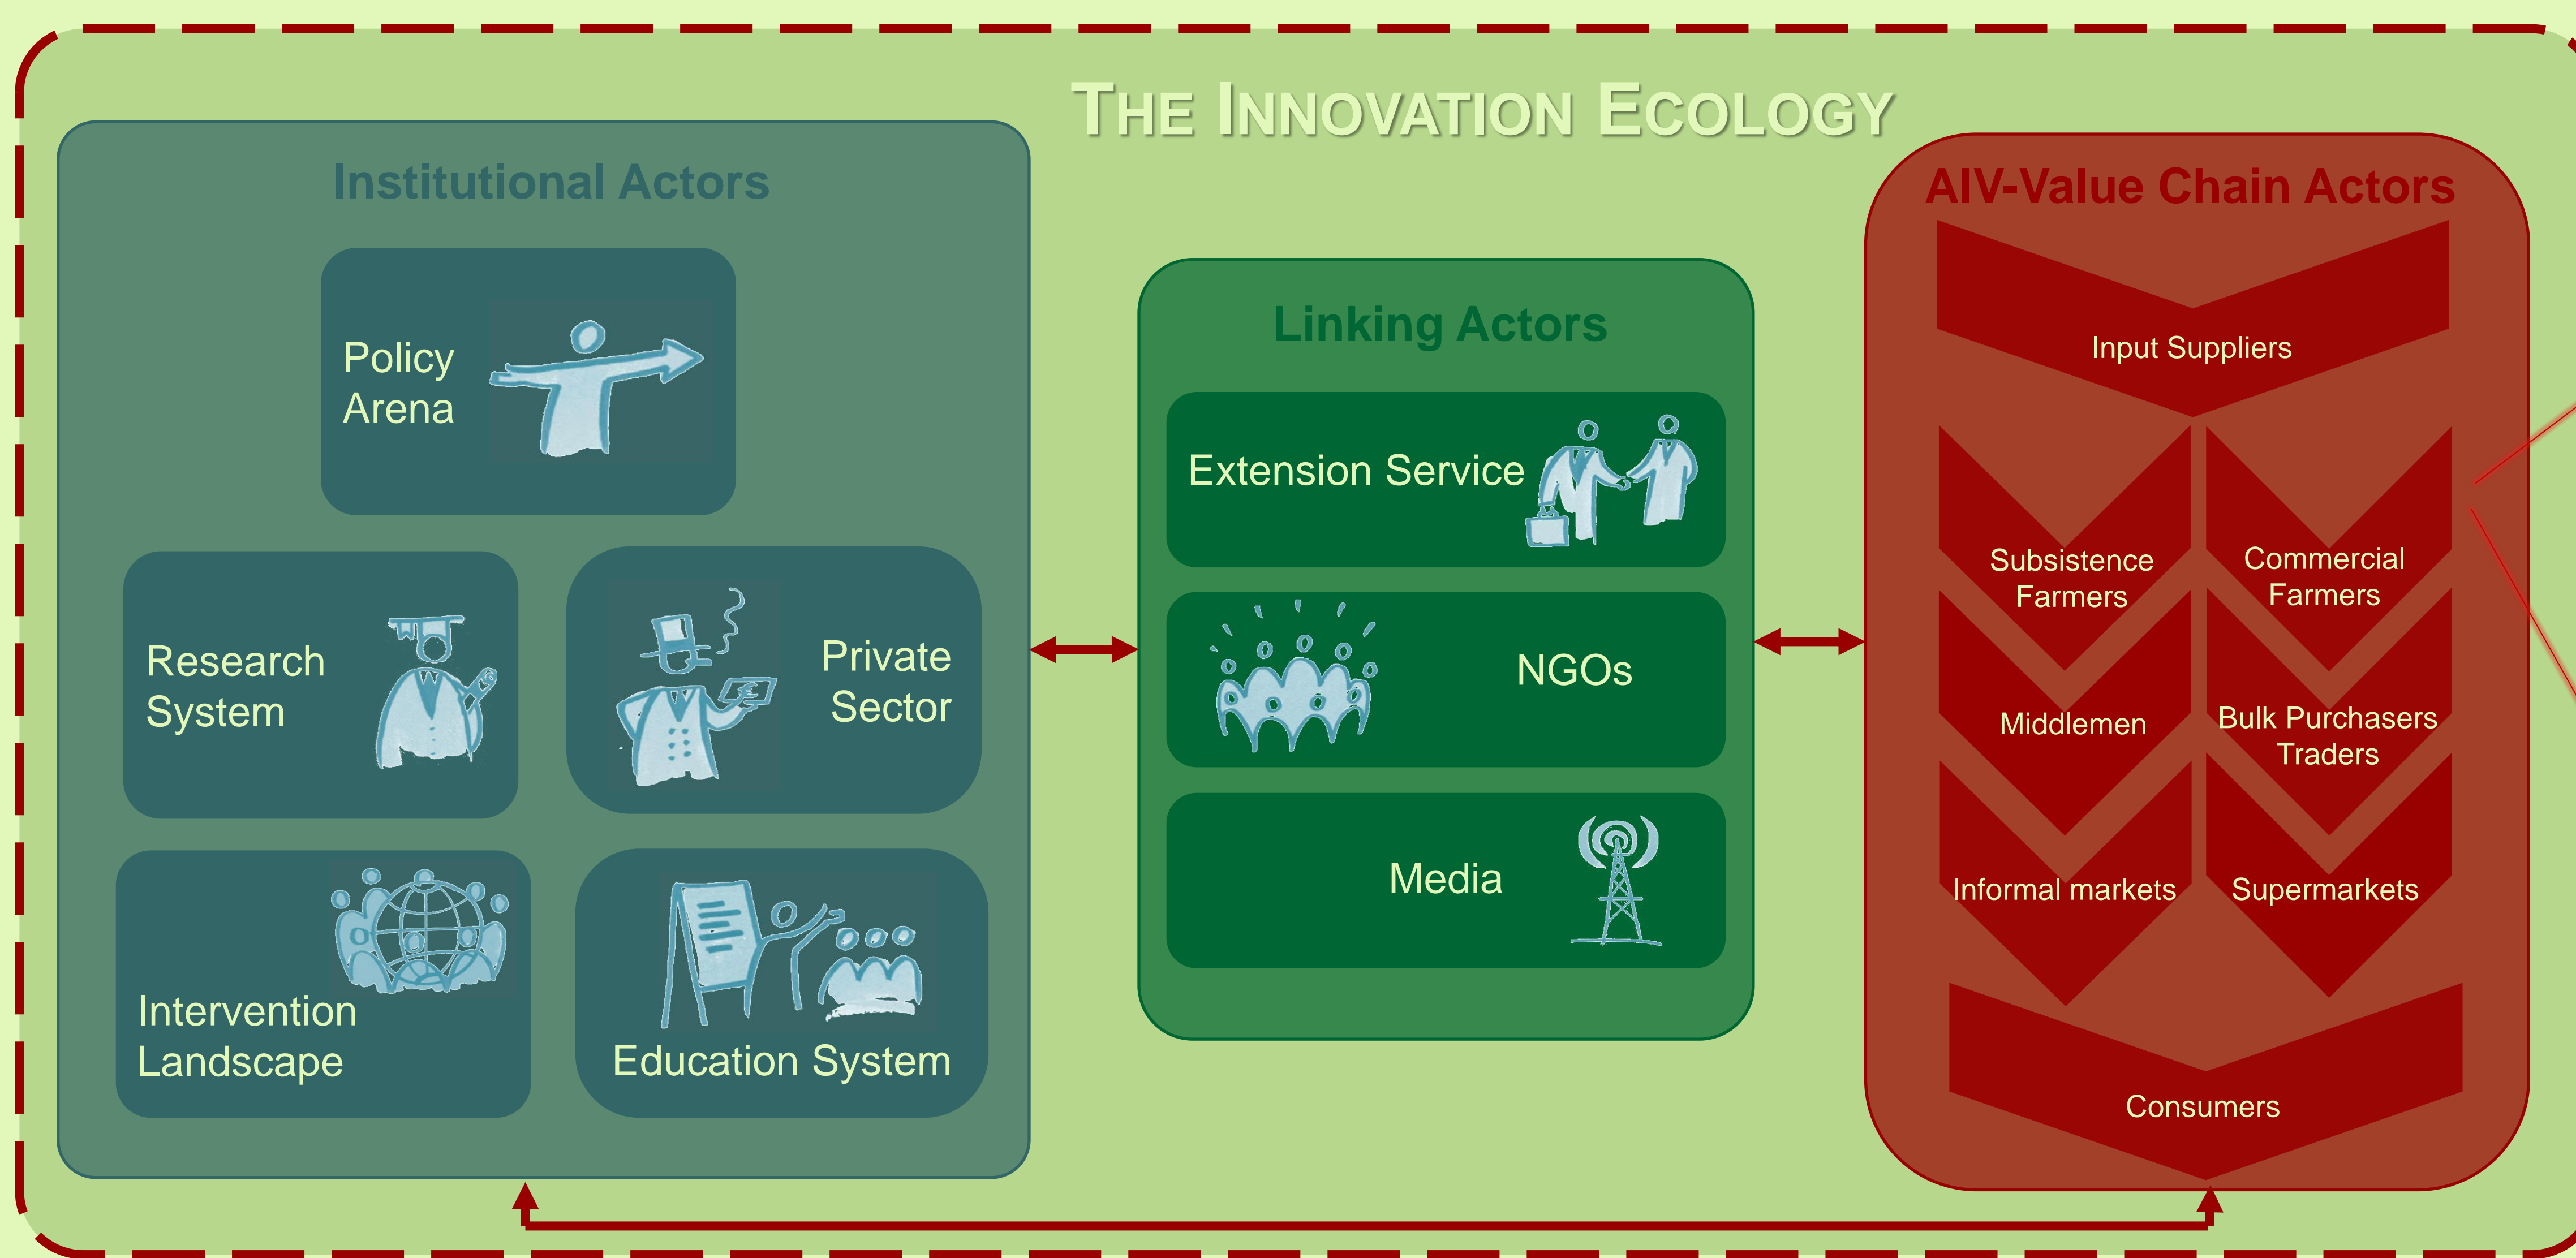 THE INNOVATION ECOLOGY
Institutional Actors
Policy
Arena
Research
System
Private
Sector
Intervention
Landscape
Education System
Linking Actors
Extension Service
NGOs
Media
AIV-Value Chain Actors
Input Suppliers
Subsistence
Farmers
Commercial
Farmers
Middlemen
Bulk Purchasers
Traders
Informal markets
Supermarkets
Consumers